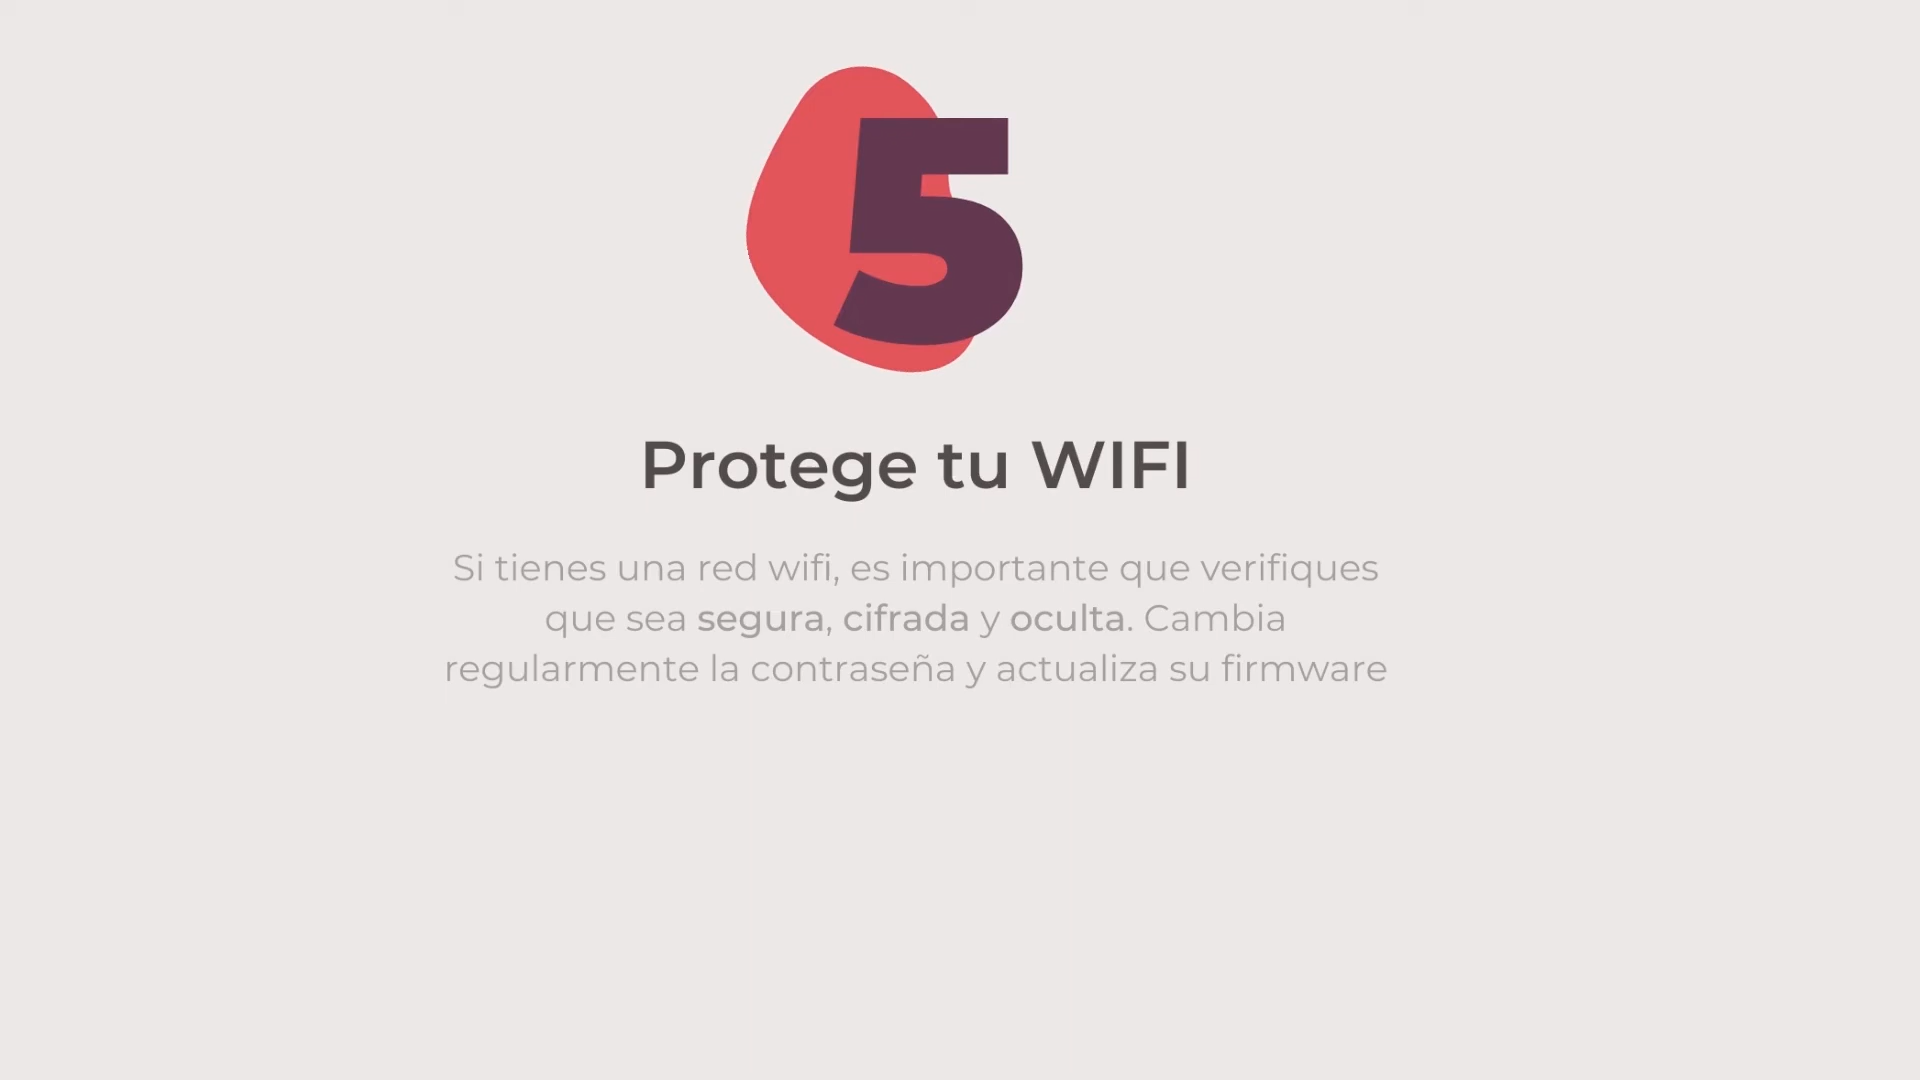 5
Protege tu WIFI
Si tienes una red wifi, es importante que verifiques
que sea segura, cifrada y oculta. Cambia
regularmente la contraseña y actualiza su firmware